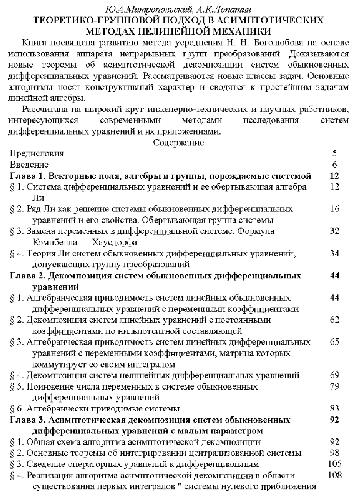 Ю.А.Митропольский, А.К.Лопатин
ТЕОРЕТИКО-ГРУППОВОЙ ПОДХОД В АСИМПТОТИЧЕСКИХ
МЕТОДАХ НЕЛИНЕЙНОЙ МЕХАНИКИ
Книга посвящена развитию метода усреднения Н. Н. Боголюбова на основе
использования аппарата непрерывных групп преобразований. Доказываются
новые теоремы об асимптотической декомпозиции систем обыкновенных
дифференциальных уравнений. Рассматриваются новые классы задач. Основные
алгоритмы носят конструктивный характер и сводятся к простейшим задачам
линейной алгебры.
Рассчитана на широкий круг инженерно-технических и научных работников,
интересующихся современными методами исследования систем
дифференциальных уравнений и их приложениями.
Содержание
Предисловие 5
Введение 6
Глава 1. Векторные поля, алгебры и группы, порождаемые системой 12
§ 1. Система дифференциальных уравнений и ее обертывающая алгебра 12
Ли
§ 2. Ряд Ли как решение системы обыкновенных дифференциальных 16
уравнений и его свойства. Обертывающая группа системы
§ 3. Замена переменных в дифференциальной системе. Формула 32
Кэмпбелла — Хаусдорфа
§ 4. Теория Ли систем обыкновенных дифференциальных уравнений, 34
допускающих группу преобразований
Глава 2. Декомпозиция систем обыкновенных дифференциальных 44
уравнений
§ 1. Алгебраическая приводимость систем линейных обыкновенных 44
дифференциальных уравнений с переменными коэффициентами
§ 2. Декомпозиция систем линейных уравнений с постоянными 62
коэффициентами по нильпотентной составляющей
§ 3. Алгебраическая приводимость систем линейных дифференциальных 65
уравнений с переменными коэффициентами, матрица которых
коммутирует со своим интегралом
§ 4. Декомпозиция систем нелинейных дифференциальных уравнений 69
§ 5. Понижение числа переменных в системе обыкновенных 79
дифференциальных уравнений
§ 6. Алгебраически приводимые системы 93
Глава 3. Асимптотическая декомпозиция систем обыкновенных 92
дифференциальных уравнений с малым параметром
§ 1. Общая схема алгоритма асимптотической декомпозиции 92
§ 2. Основные теоремы об интегрировании централизованной системы 98
§ 3. Сведение операторных уравнений к дифференциальным 105
§ 4. Реализация алгоритма асимптотической декомпозиции в области 108
существования первых интегралов системы нулевого приближения